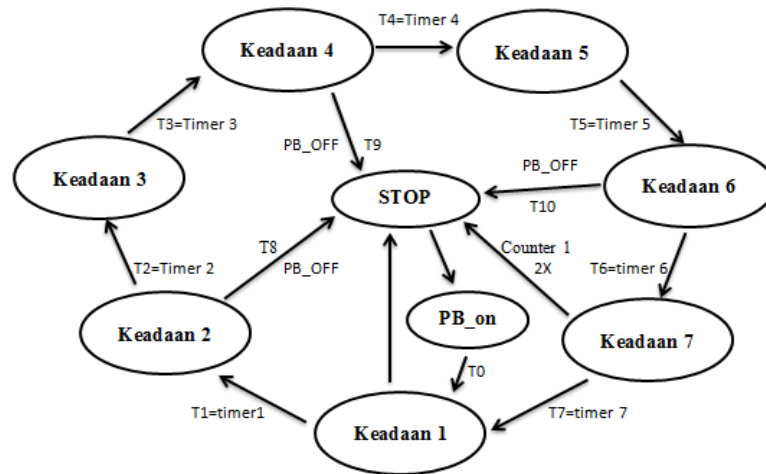 T4=Timer 4
Keadaan 4
Keadaan 5
T3=Timer 3
T5=Timer 5
PB_OFF
T9
PB_OFF
Keadaan 3
Keadaan 6
STOP
T10
T8
Counter 1
2X
T2=Timer 2
PB_OFF
T6=timer 6
PB_on
Keadaan 2
Keadaan 7
T0
T1=timer1
T7=timer 7
Keadaan 1